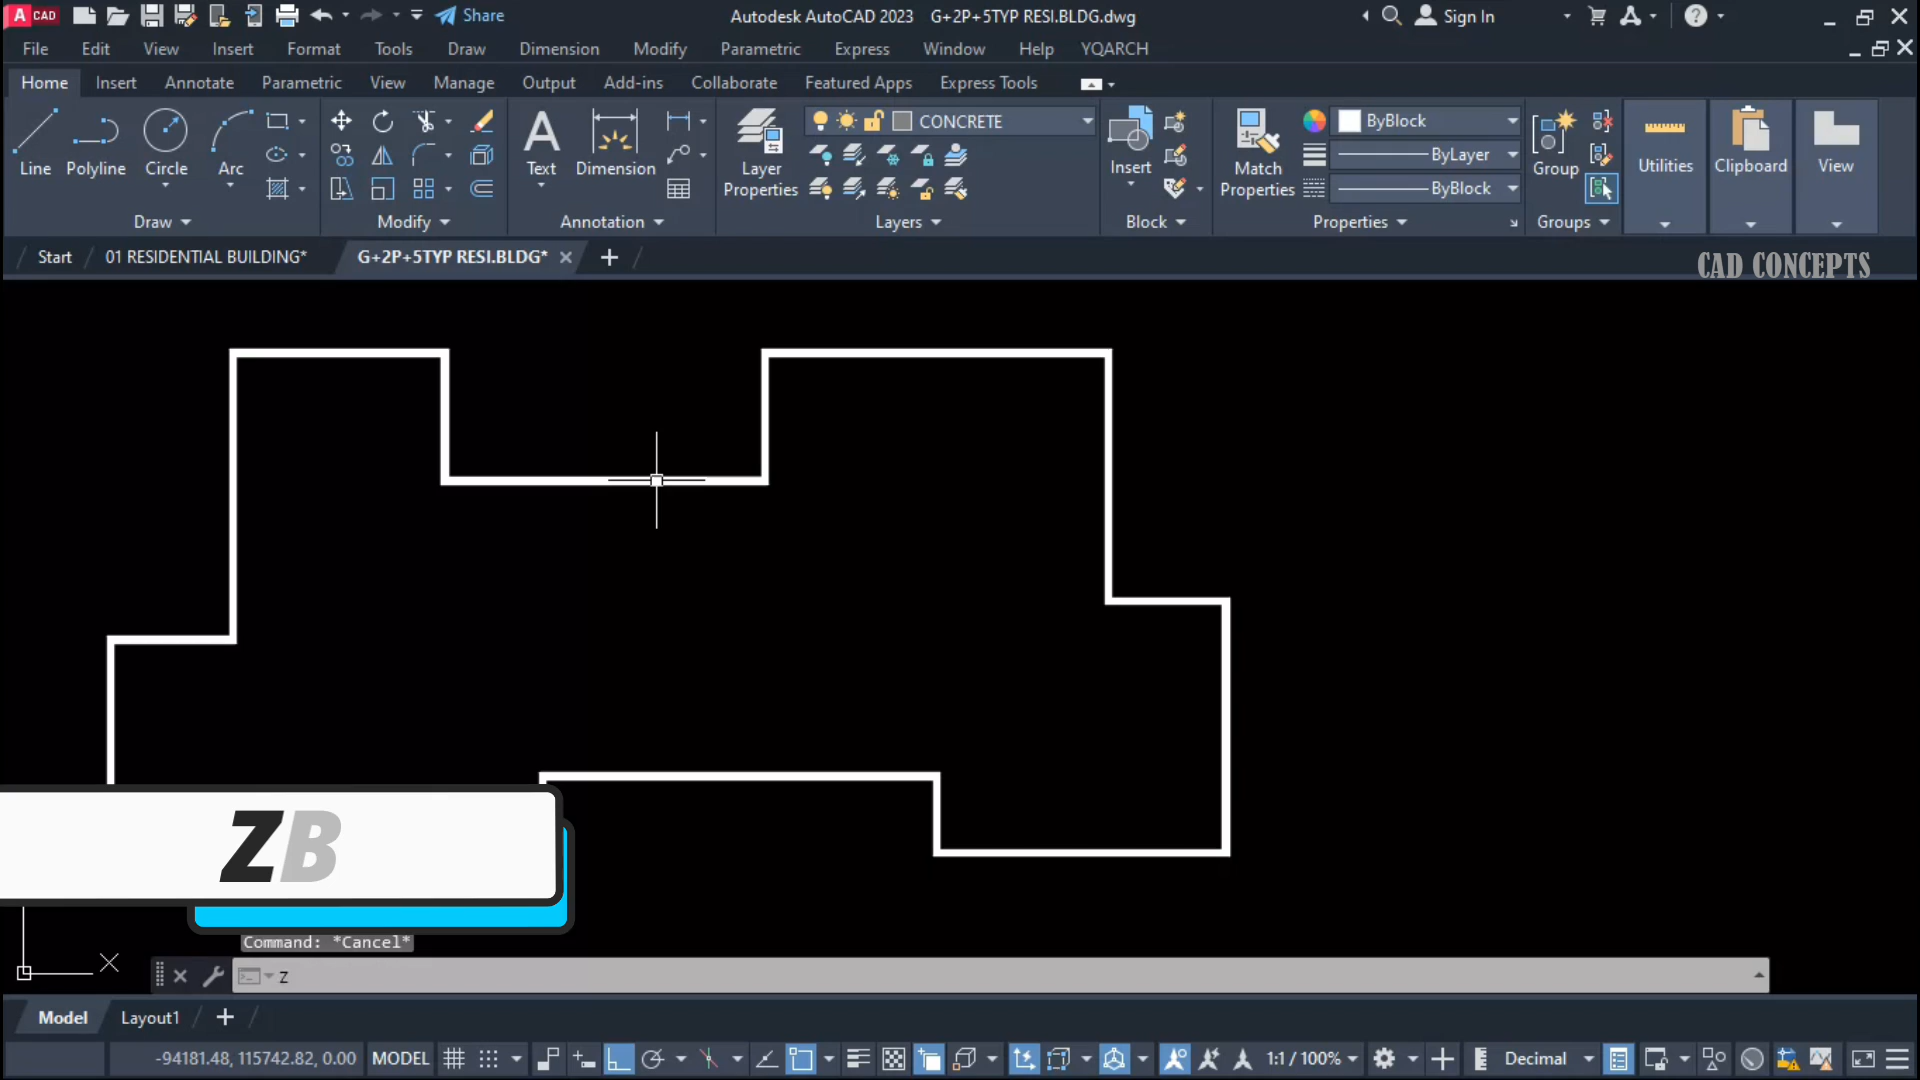 A CAD Share Autodesk AutoCAD 2023 G+2P+5TYP RESI.BLDG.dwg Sign In
File Edit View Insert Format Tools Draw Dimension Modify Parametric Express Window Help YQARCH
Home Insert Annotate Parametric View Manage Output Add-ins Collaborate Featured Apps Express Tools
CONCRETE ByBlock
Line Polyline Circle Arc Text Dimension Layer Properties Insert Match Properties ByLayer Group Utilities Clipboard View
ByBlock
Draw Modify Annotation Layers Block Properties Groups
Start 01 RESIDENTIAL BUILDING* G+2P+5TYP RESI.BLDG*
CAD CONCEPTS
ZB
Command: *Cancel*
Z
Model Layout1
-94181.48, 115742.82, 0.00 MODEL 1:1 / 100% Decimal